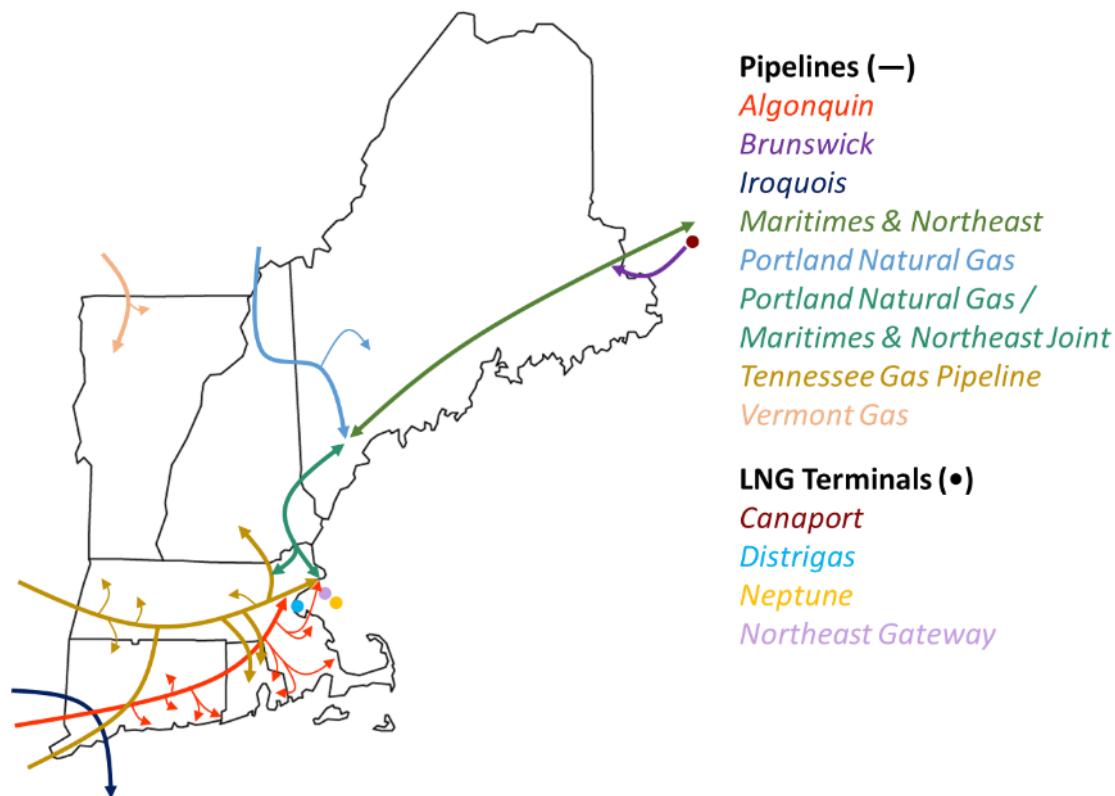 Pipelines (—)
Algonquin
Brunswick
Iroquois
Maritimes & Northeast
Portland Natural Gas
Portland Natural Gas /
Maritimes & Northeast Joint
Tennessee Gas Pipeline
Vermont Gas
LNG Terminals (•)
Canaport
Distrigas
Neptune
Northeast Gateway